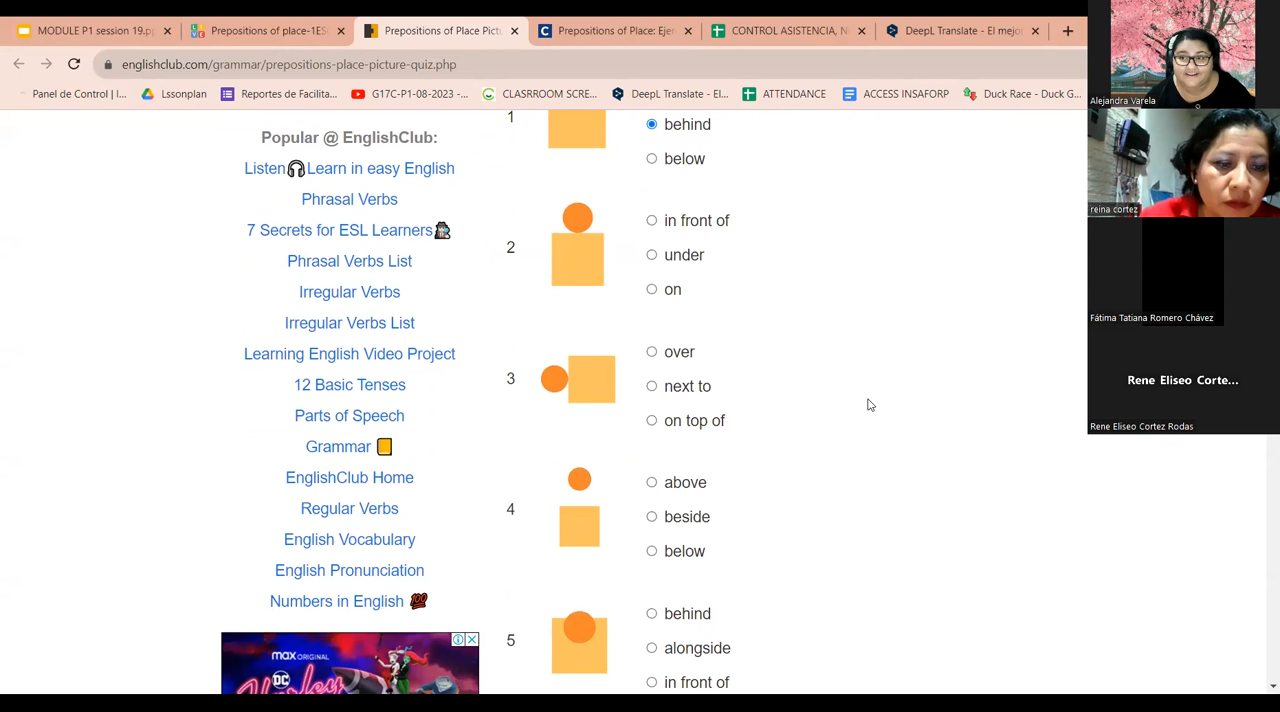 MODULE P1 session 19.p
Prepositions of place-1ES
Prepositions of Place Pictu
Prepositions of Place: Ejer
CONTROL ASISTENCIA, N
DeepL Translate - El mejo
englishclub.com/grammar/prepositions-place-picture-quiz.php
Panel de Control | I...
Lssonplan
Reportes de Facilita...
G17C-P1-08-2023 -...
CLASSROOM SCRE...
DeepL Translate - El...
ATTENDANCE
ACCESS INSAFORP
Duck Race - Duck G...
Popular @ EnglishClub:
Listen🎧Learn in easy English
Phrasal Verbs
7 Secrets for ESL Learners
Phrasal Verbs List
Irregular Verbs
Irregular Verbs List
Learning English Video Project
12 Basic Tenses
Parts of Speech
Grammar
EnglishClub Home
Regular Verbs
English Vocabulary
English Pronunciation
Numbers in English 💯
max ORIGINAL
DC
1
behind
below
2
in front of
under
on
3
over
next to
on top of
4
above
beside
below
5
behind
alongside
in front of
Alejandra Varela
reina cortez
Fátima Tatiana Romero Chávez
Rene Eliseo Corte...
Rene Eliseo Cortez Rodas